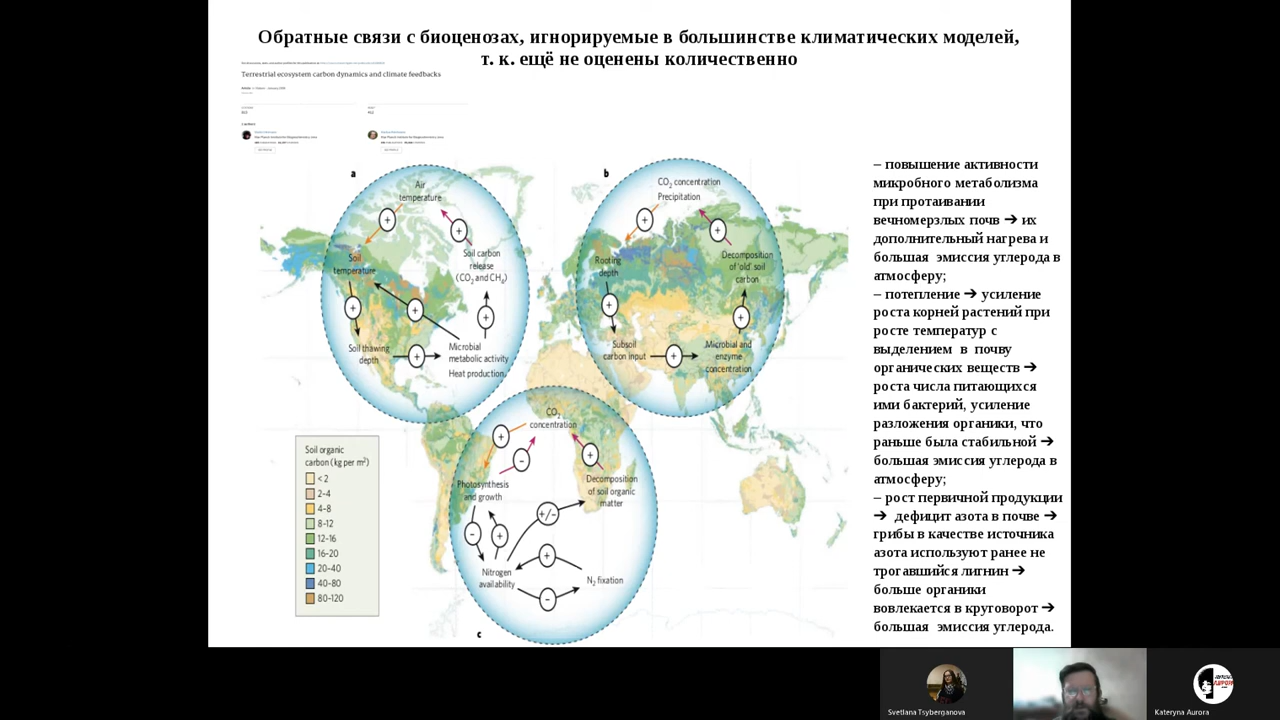 Обратные связи с биоценозах, игнорируемые в большинстве климатических моделей,
т. к. ещё не оценены количественно
Terrestrial ecosystem carbon dynamics and climate feedbacks
a
Air
temperature
+
+
Soil
temperature
Soil carbon
release
(CO₂ and CH₄)
+
+
+
Soil thawing
depth
+
Microbial
metabolic activity
Heat production
b
CO₂ concentration
Precipitation
+
+
Rooting
depth
Decomposition
of 'old' soil
carbon
+
+
Subsoil
carbon input
+
Microbial and
enzyme
concentration
CO₂
concentration
+
-
+
Photosynthesis
and growth
Decomposition
of soil organic
matter
+/-
-
+
+
Nitrogen
availability
N₂ fixation
-
c
Soil organic
carbon (kg per m²)
< 2
2-4
4-8
8-12
12-16
16-20
20-40
40-80
80-120
– повышение активности
микробного метаболизма
при протаивании
вечномерзлых почв ➔ их
дополнительный нагрева и
большая эмиссия углерода в
атмосферу;
– потепление ➔ усиление
роста корней растений при
росте температур с
выделением в почву
органических веществ ➔
роста числа питающихся
ими бактерий, усиление
разложения органики, что
раньше была стабильной ➔
большая эмиссия углерода в
атмосферу;
– рост первичной продукции
➔ дефицит азота в почве ➔
грибы в качестве источника
азота используют ранее не
трогавшийся лигнин ➔
больше органики
вовлекается в круговорот ➔
большая эмиссия углерода.
Svetlana Tsyberganova
Kateryna Aurora